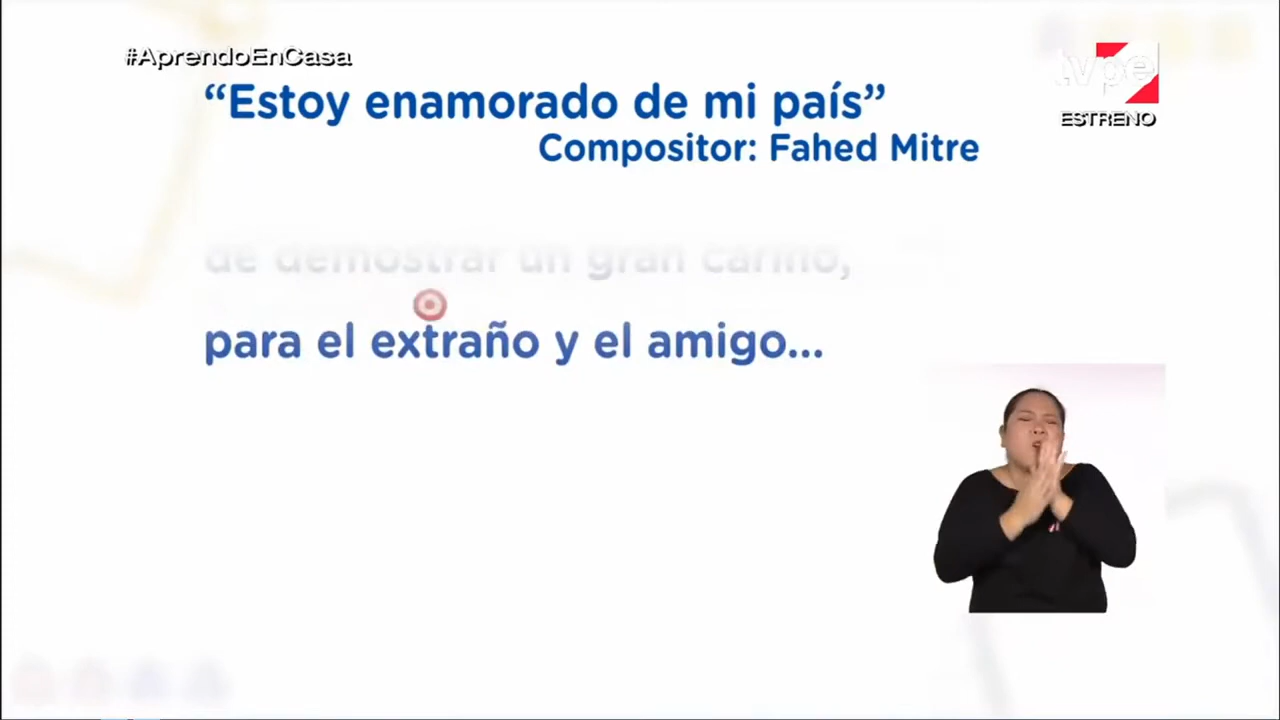 #AprendoEnCasa
tvpe
ESTRENO
“Estoy enamorado de mi país”
Compositor: Fahed Mitre
de demostrar un gran cariño,
para el extraño y el amigo...